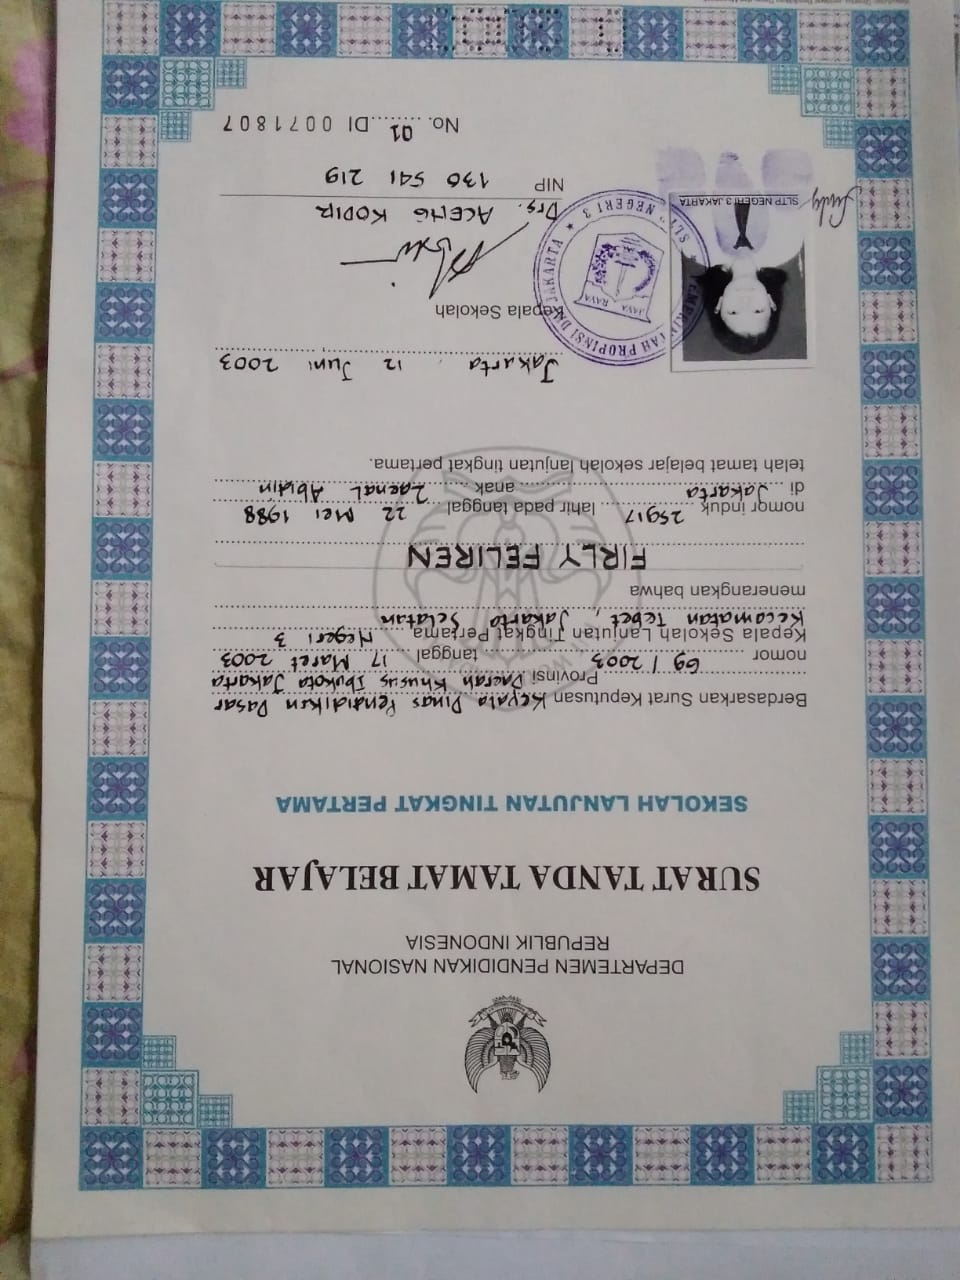 DEPARTEMEN PENDIDIKAN NASIONAL
REPUBLIK INDONESIA
SURAT TANDA TAMAT BELAJAR
SEKOLAH LANJUTAN TINGKAT PERTAMA
Berdasarkan Surat Keputusan Kepala Dinas Pendidikan Dasar
Provinsi Daerah Khusus Ibukota Jakarta
nomor 69 / 2003 tanggal 17 Maret 2003
Kepala Sekolah Lanjutan Tingkat Pertama Negeri 3
Kecamatan Tebet, Jakarta Selatan
menerangkan bahwa
FIRLY FELIREN
nomor induk 25917 lahir pada tanggal 22 Mei 1988
di Jakarta anak Zaenal Abidin
telah tamat belajar sekolah lanjutan tingkat pertama.
Jakarta, 12 Juni 2003
Kepala Sekolah
PEMERINTAH PROPINSI DKI JAKARTA
JAYA RAYA
SLTP NEGERI 3
SLTP NEGERI 3 JAKARTA
Drs. ACENG KODIR
NIP 130 541 219
No. 01 DI 0071807